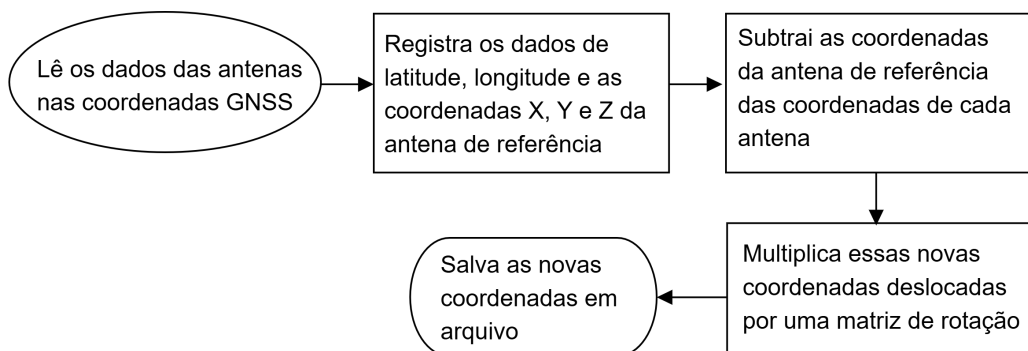 Lê os dados das antenas
nas coordenadas GNSS
Registra os dados de
latitude, longitude e as
coordenadas X, Y e Z da
antena de referência
Subtrai as coordenadas
da antena de referência
das coordenadas de cada
antena
Multiplica essas novas
coordenadas deslocadas
por uma matriz de rotação
Salva as novas
coordenadas em
arquivo